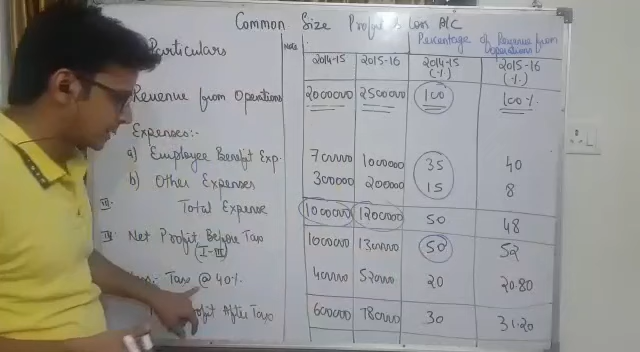 Common Size Profit & Loss A/C
Particulars Note Percentage of Revenue from operations
2014-15 2015-16 2014-15 (%) 2015-16 (%)
Revenue from Operations 2000000 2500000 100 100%
Expenses:-
a) Employee Benefit Exp. 700000 1000000 35 40
b) Other Expenses 300000 200000 15 8
III. Total Expense 1000000 1200000 50 48
IV. Net Profit Before Tax (I-III) 1000000 1300000 50 52
Tax @ 40% 400000 520000 20 20.80
Profit After Tax 600000 780000 30 31.20